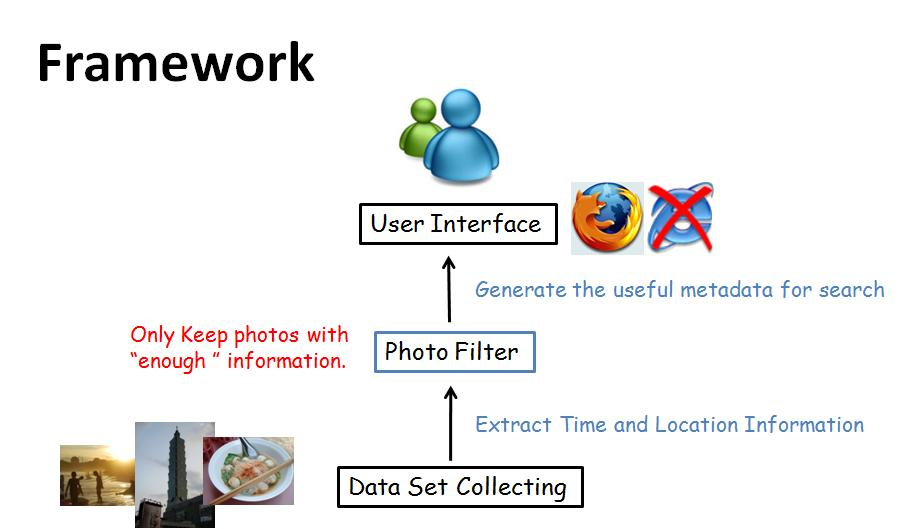 Framework
User Interface
Generate the useful metadata for search
Only Keep photos with
“enough ” information.
Photo Filter
Extract Time and Location Information
Data Set Collecting